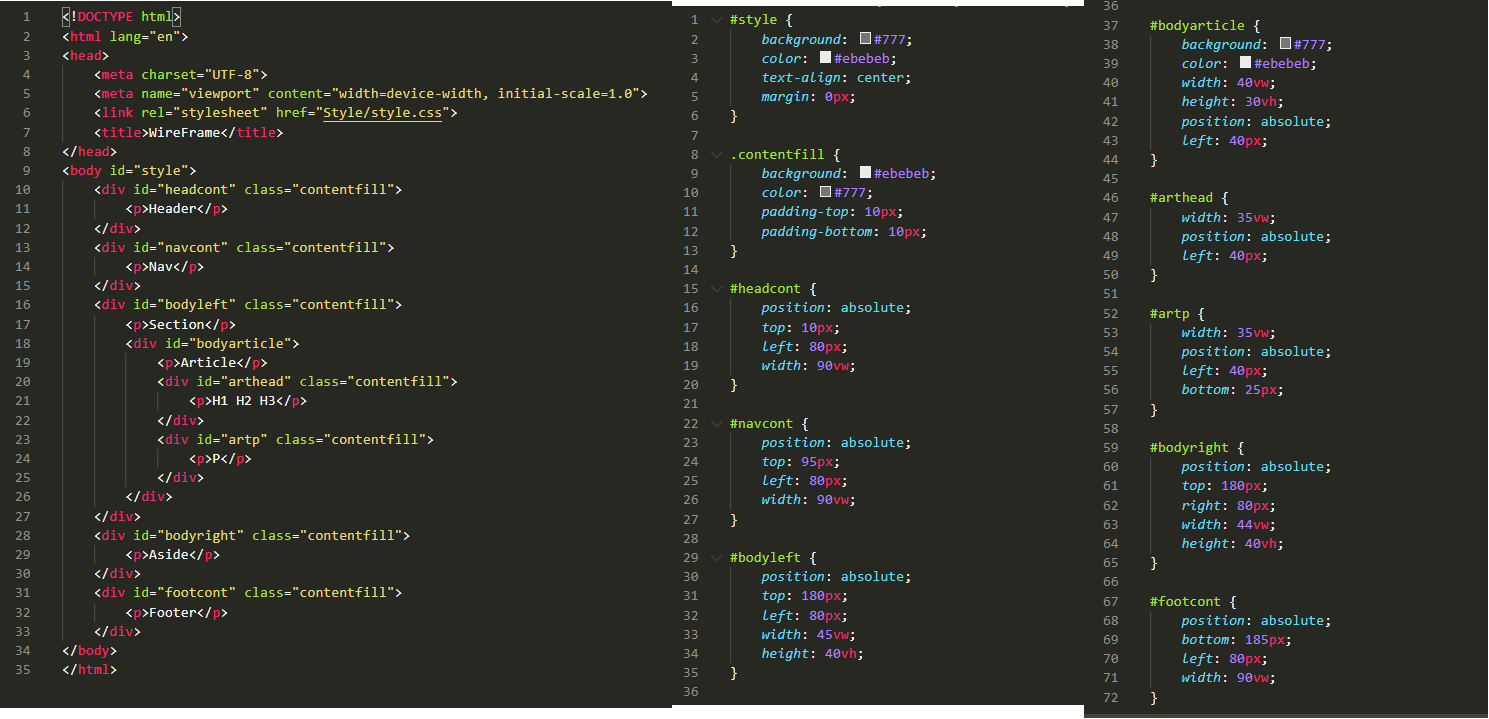 1 <!DOCTYPE html>
2 <html lang="en">
3 <head>
4     <meta charset="UTF-8">
5     <meta name="viewport" content="width=device-width, initial-scale=1.0">
6     <link rel="stylesheet" href="Style/style.css">
7     <title>WireFrame</title>
8 </head>
9 <body id="style">
10     <div id="headcont" class="contentfill">
11         <p>Header</p>
12     </div>
13     <div id="navcont" class="contentfill">
14         <p>Nav</p>
15     </div>
16     <div id="bodyleft" class="contentfill">
17         <p>Section</p>
18         <div id="bodyarticle">
19             <p>Article</p>
20             <div id="arthead" class="contentfill">
21                 <p>H1 H2 H3</p>
22             </div>
23             <div id="artp" class="contentfill">
24                 <p>P</p>
25             </div>
26         </div>
27     </div>
28     <div id="bodyright" class="contentfill">
29         <p>Aside</p>
30     </div>
31     <div id="footcont" class="contentfill">
32         <p>Footer</p>
33     </div>
34 </body>
35 </html>
1 #style {
2     background: #777;
3     color: #ebebeb;
4     text-align: center;
5     margin: 0px;
6 }
7
8 .contentfill {
9     background: #ebebeb;
10     color: #777;
11     padding-top: 10px;
12     padding-bottom: 10px;
13 }
14
15 #headcont {
16     position: absolute;
17     top: 10px;
18     left: 80px;
19     width: 90vw;
20 }
21
22 #navcont {
23     position: absolute;
24     top: 95px;
25     left: 80px;
26     width: 90vw;
27 }
28
29 #bodyleft {
30     position: absolute;
31     top: 180px;
32     left: 80px;
33     width: 45vw;
34     height: 40vh;
35 }
36
36
37 #bodyarticle {
38     background: #777;
39     color: #ebebeb;
40     width: 40vw;
41     height: 30vh;
42     position: absolute;
43     left: 40px;
44 }
45
46 #arthead {
47     width: 35vw;
48     position: absolute;
49     left: 40px;
50 }
51
52 #artp {
53     width: 35vw;
54     position: absolute;
55     left: 40px;
56     bottom: 25px;
57 }
58
59 #bodyright {
60     position: absolute;
61     top: 180px;
62     right: 80px;
63     width: 44vw;
64     height: 40vh;
65 }
66
67 #footcont {
68     position: absolute;
69     bottom: 185px;
70     left: 80px;
71     width: 90vw;
72 }